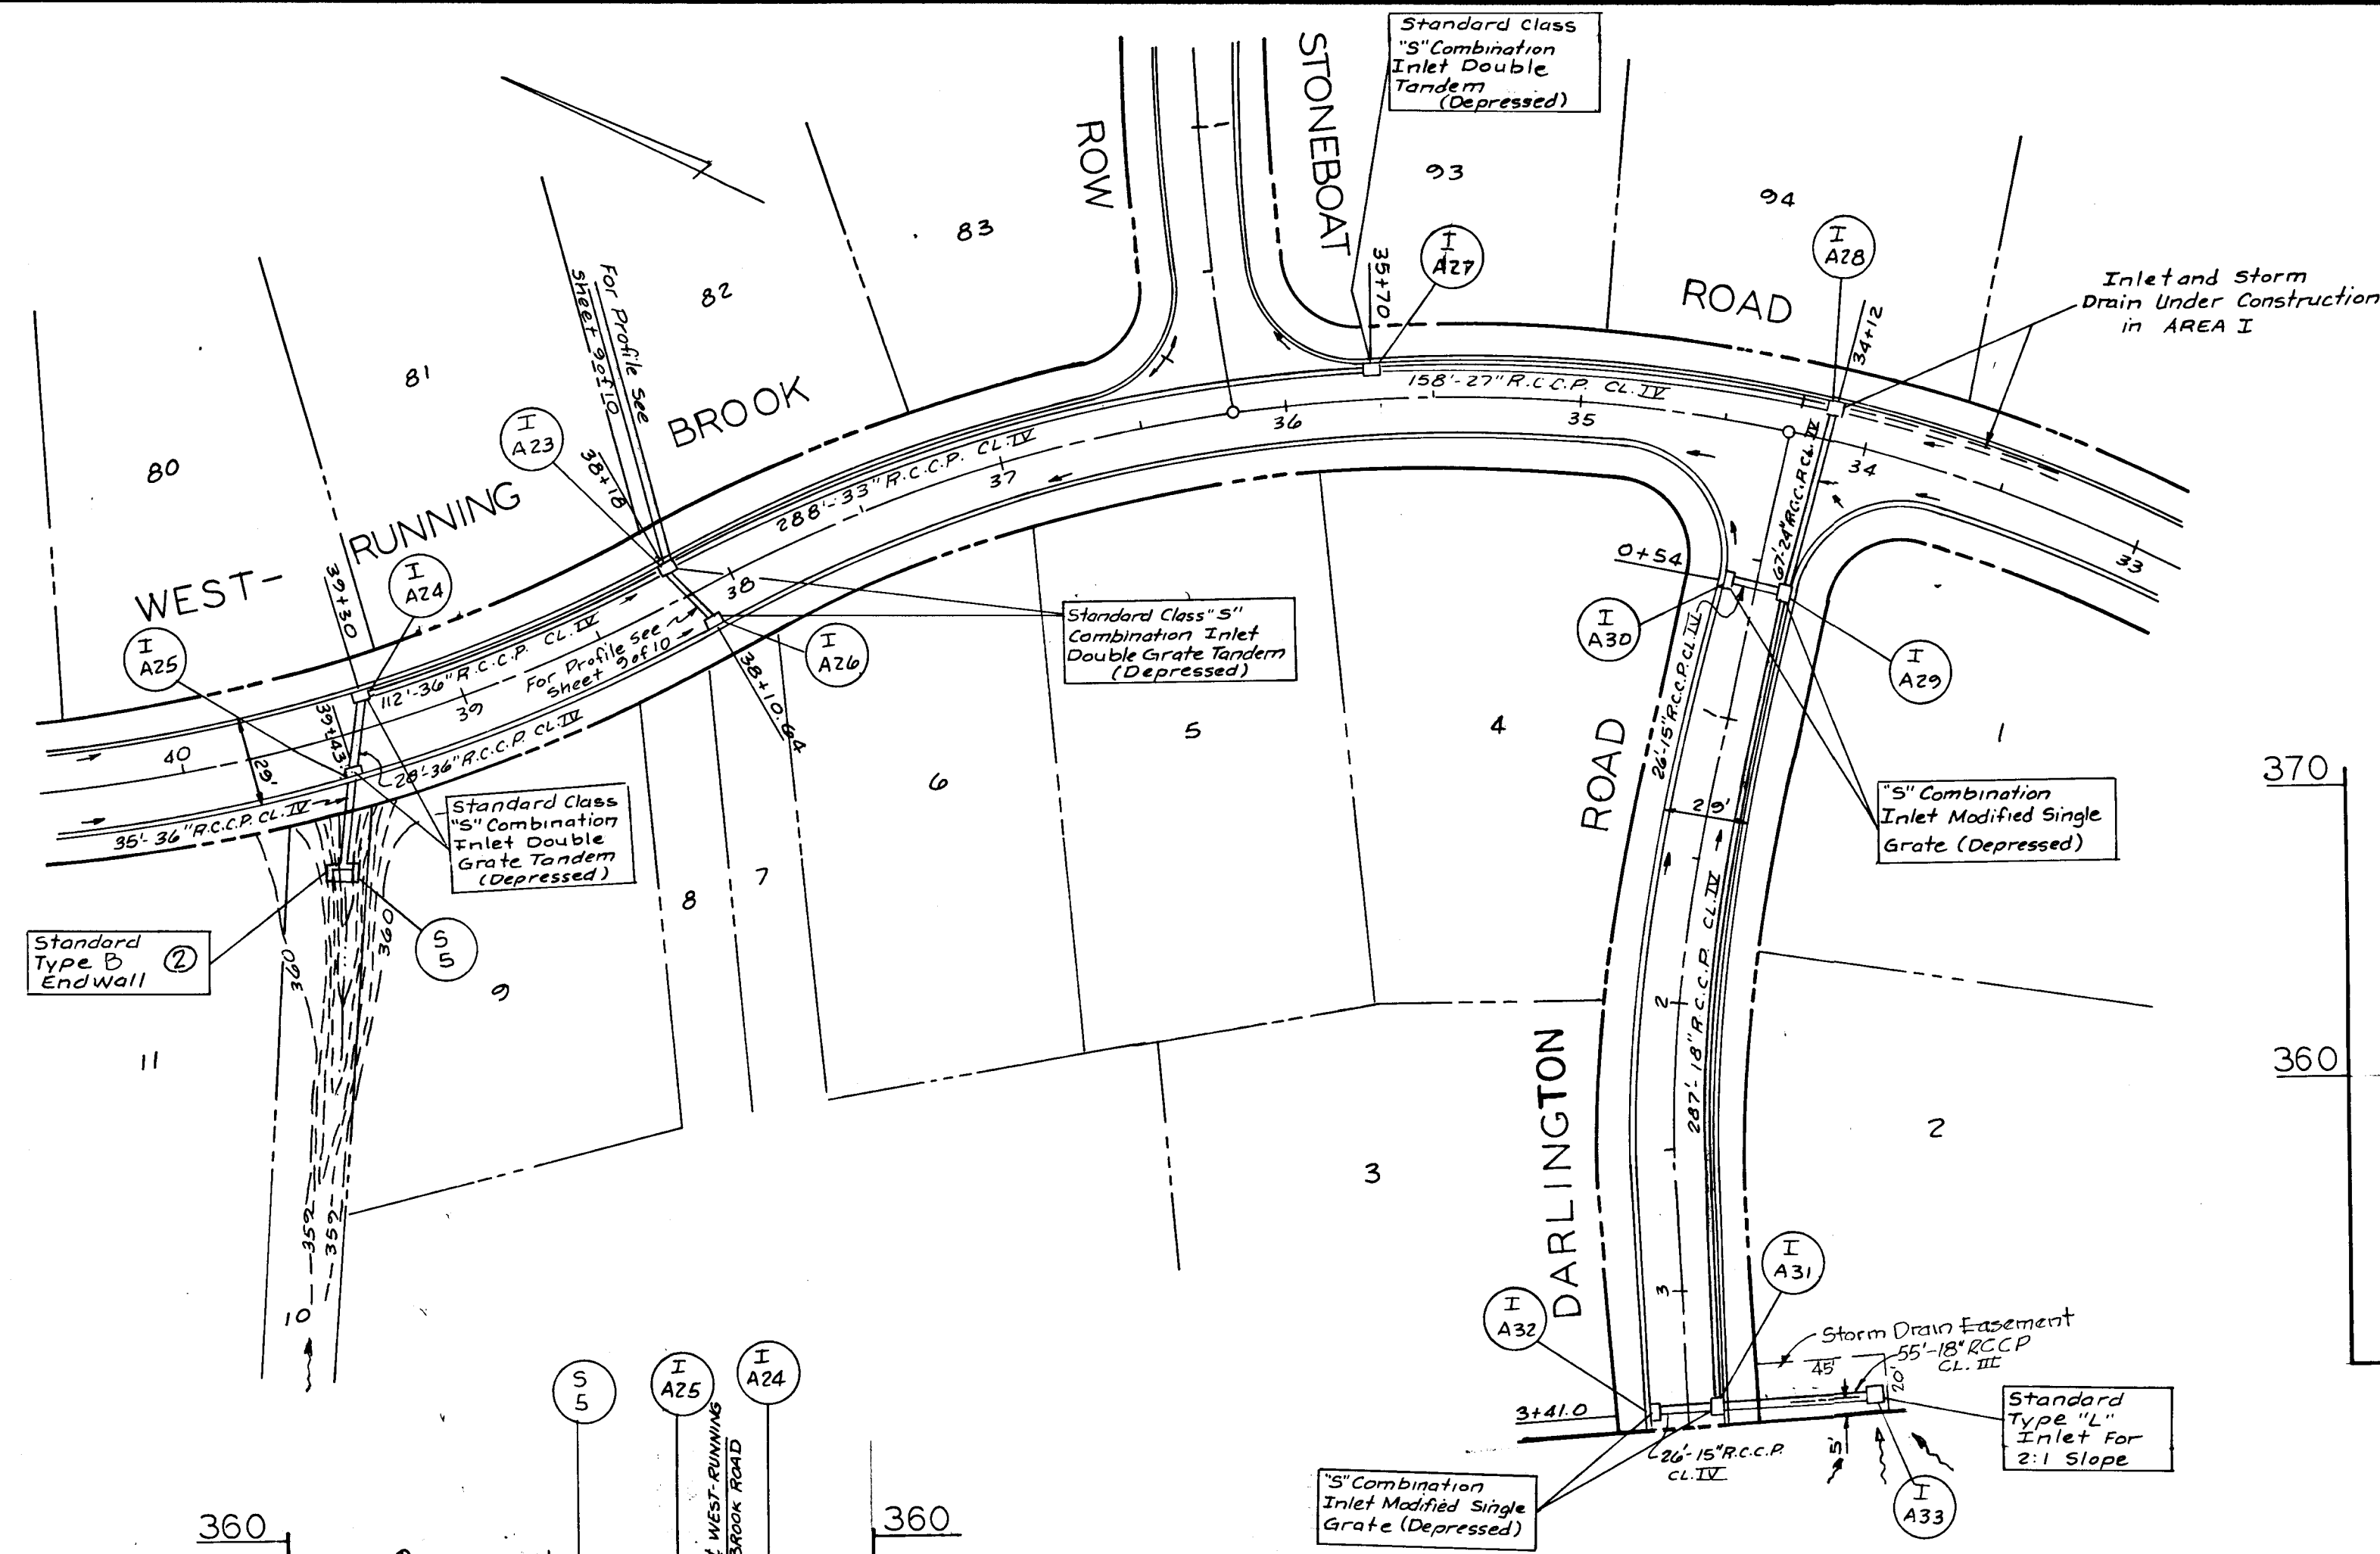 Standard Class
"S" Combination
Inlet Double
Tandem
(Depressed)
STONEBOAT
ROW
93
94
83
82
81
80
I
A27
I
A28
35+70
34+12
ROAD
Inlet and Storm
Drain Under Construction
in AREA I
For Profile See
Sheet 9 of 10
38+18
I
A23
BROOK
RUNNING
WEST-
158'-27" R.C.C.P. CL. IV
288'-33" R.C.C.P. CL. IV
1
36
35
34
33
37
38
39
40
67'-24" R.C.C.P. CL. IV
0+54
I
A30
I
A29
39+30
I
A24
I
A25
112'-36" R.C.C.P. CL. IV
For Profile see
Sheet 9 of 10
I
A26
38+10.64
Standard Class "S"
Combination Inlet
Double Grate Tandem
(Depressed)
39+43
29'
28'-36" R.C.C.P. CL. IV
35'-36" R.C.C.P. CL. IV
Standard Class
"S" Combination
Inlet Double
Grate Tandem
(Depressed)
26'-15" R.C.C.P. CL. IV
1
29'
ROAD
"S" Combination
Inlet Modified Single
Grate (Depressed)
370
360
1
4
5
6
7
8
9
11
Standard
Type B
Endwall
2
S
5
360
360
2
287'-18" R.C.C.P. CL. IV
2
3
DARLINGTON
359
359
10
3
I
A31
I
A32
Storm Drain Easement
55'-18" RCCP
CL. III
45'
20'
3+41.0
26'-15" R.C.C.P.
CL. IV
5'
Standard
Type "L"
Inlet For
2:1 Slope
"S" Combination
Inlet Modified Single
Grate (Depressed)
I
A33
S
5
I
A25
I
A24
WEST-RUNNING
BROOK ROAD
360
360